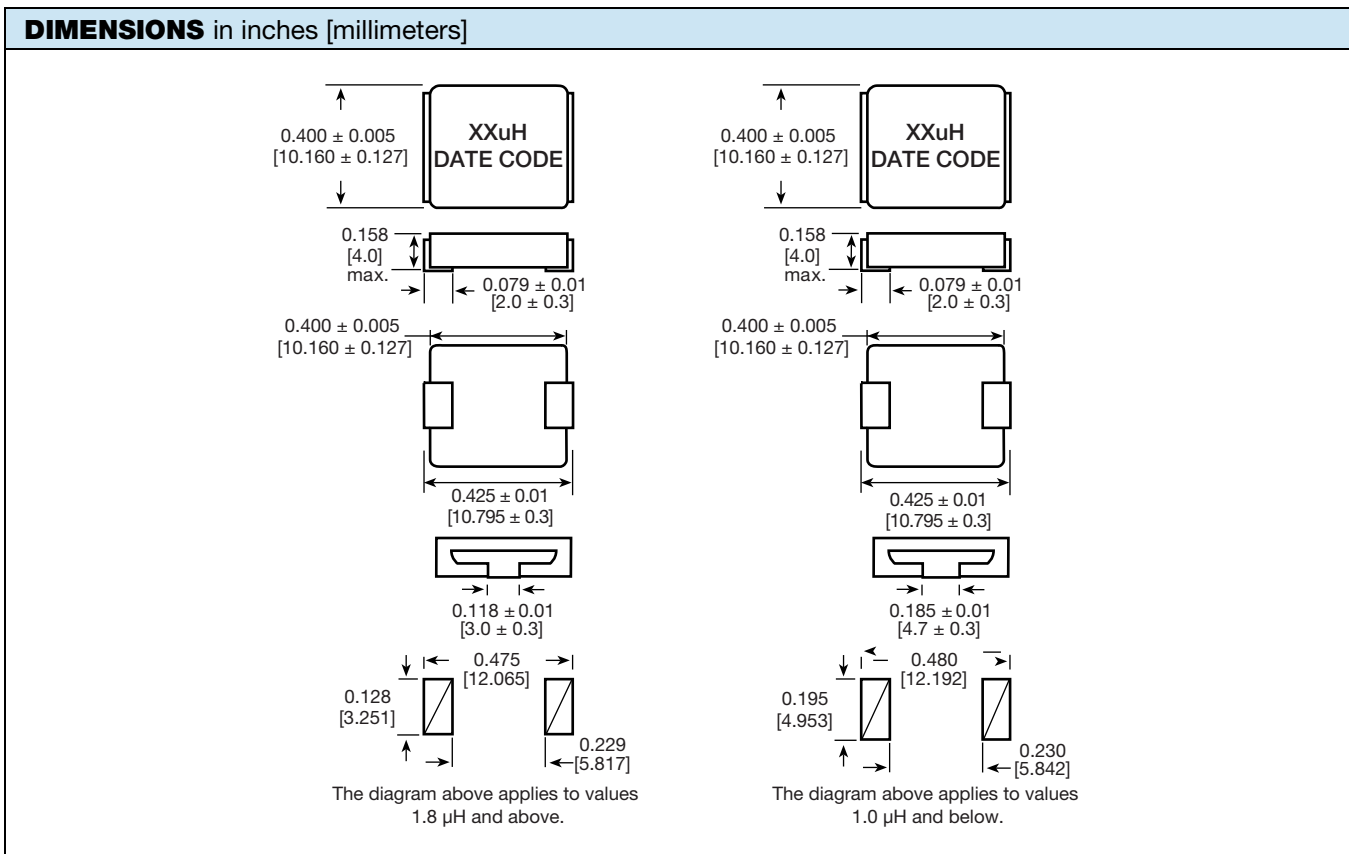 DIMENSIONS in inches [millimeters]
XXuH
DATE CODE
0.400 ± 0.005
[10.160 ± 0.127]
0.158
[4.0]
max.
0.079 ± 0.01
[2.0 ± 0.3]
0.400 ± 0.005
[10.160 ± 0.127]
0.425 ± 0.01
[10.795 ± 0.3]
0.118 ± 0.01
[3.0 ± 0.3]
0.475
[12.065]
0.128
[3.251]
0.229
[5.817]
The diagram above applies to values
1.8 µH and above.
XXuH
DATE CODE
0.400 ± 0.005
[10.160 ± 0.127]
0.158
[4.0]
max.
0.079 ± 0.01
[2.0 ± 0.3]
0.400 ± 0.005
[10.160 ± 0.127]
0.425 ± 0.01
[10.795 ± 0.3]
0.185 ± 0.01
[4.7 ± 0.3]
0.480
[12.192]
0.195
[4.953]
0.230
[5.842]
The diagram above applies to values
1.0 µH and below.